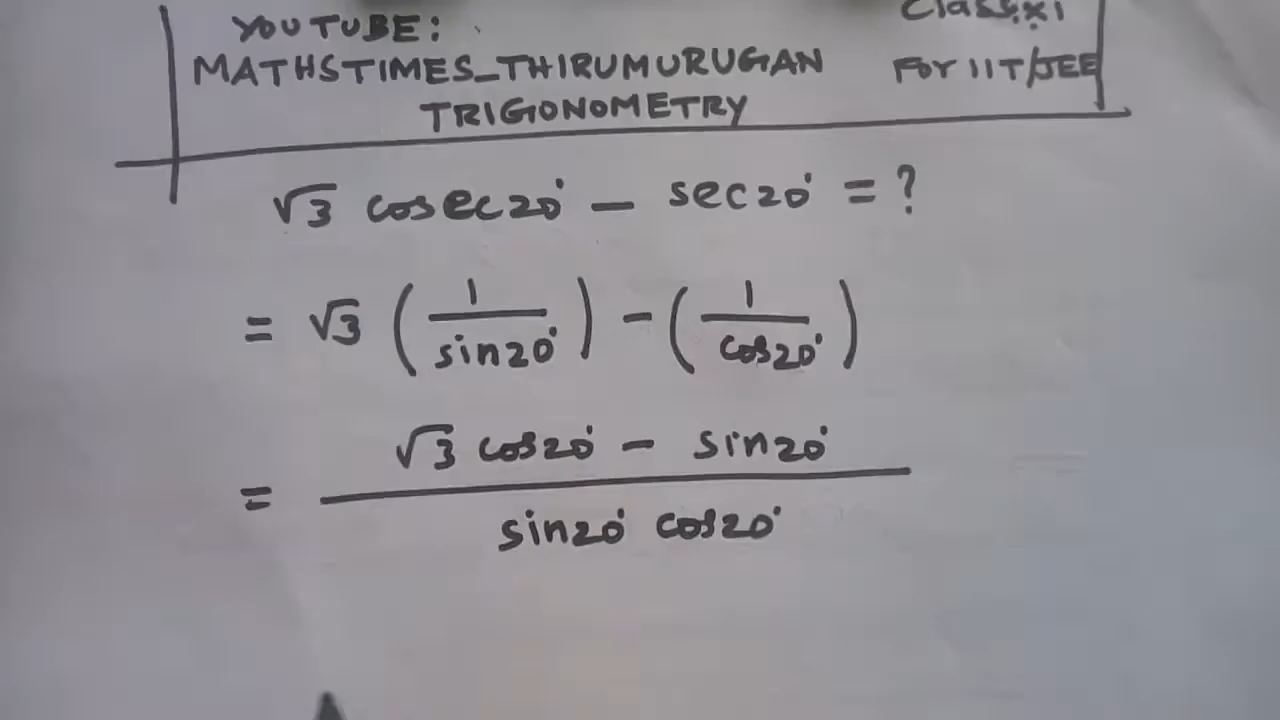 YOUTUBE: Class: XI
MATHSTIMES_THIRUMURUGAN FOR IIT/JEE
TRIGONOMETRY
√3 cosec20° - sec20° = ?
= √3 (1/sin20°) - (1/cos20°)
= √3 cos20° - sin20° / sin20° cos20°